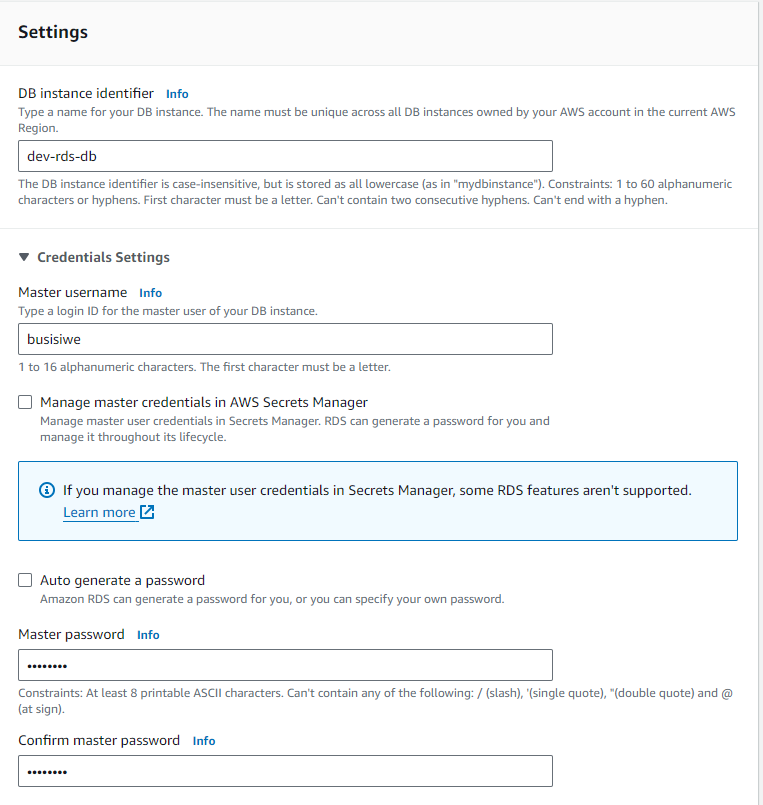 Settings
DB instance identifier Info
Type a name for your DB instance. The name must be unique across all DB instances owned by your AWS account in the current AWS
Region.
dev-rds-db
The DB instance identifier is case-insensitive, but is stored as all lowercase (as in "mydbinstance"). Constraints: 1 to 60 alphanumeric
characters or hyphens. First character must be a letter. Can't contain two consecutive hyphens. Can't end with a hyphen.
Credentials Settings
Master username Info
Type a login ID for the master user of your DB instance.
busisiwe
1 to 16 alphanumeric characters. The first character must be a letter.
Manage master credentials in AWS Secrets Manager
Manage master user credentials in Secrets Manager. RDS can generate a password for you and
manage it throughout its lifecycle.
If you manage the master user credentials in Secrets Manager, some RDS features aren't supported.
Learn more
Auto generate a password
Amazon RDS can generate a password for you, or you can specify your own password.
Master password Info
••••••••
Constraints: At least 8 printable ASCII characters. Can't contain any of the following: / (slash), '(single quote), "(double quote) and @
(at sign).
Confirm master password Info
••••••••